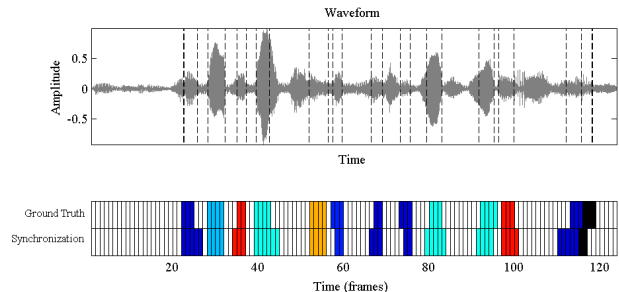 Waveform
Amplitude
0.5
0
-0.5
Time
Ground Truth
Synchronization
20 40 60 80 100 120
Time (frames)